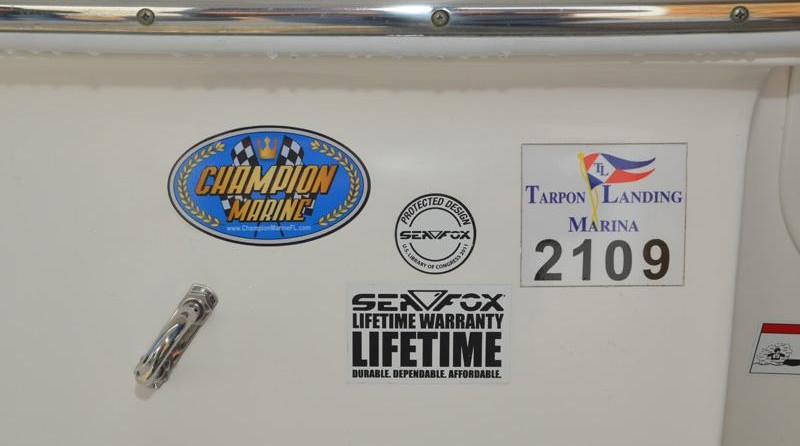 CHAMPION
MARINE
www.ChampionMarineFL.com
PROTECTED DESIGN
SEAFOX
U.S. LIBRARY OF CONGRESS 2011
TL
TARPON LANDING
MARINA
2109
SEAFOX
LIFETIME WARRANTY
LIFETIME
DURABLE. DEPENDABLE. AFFORDABLE.